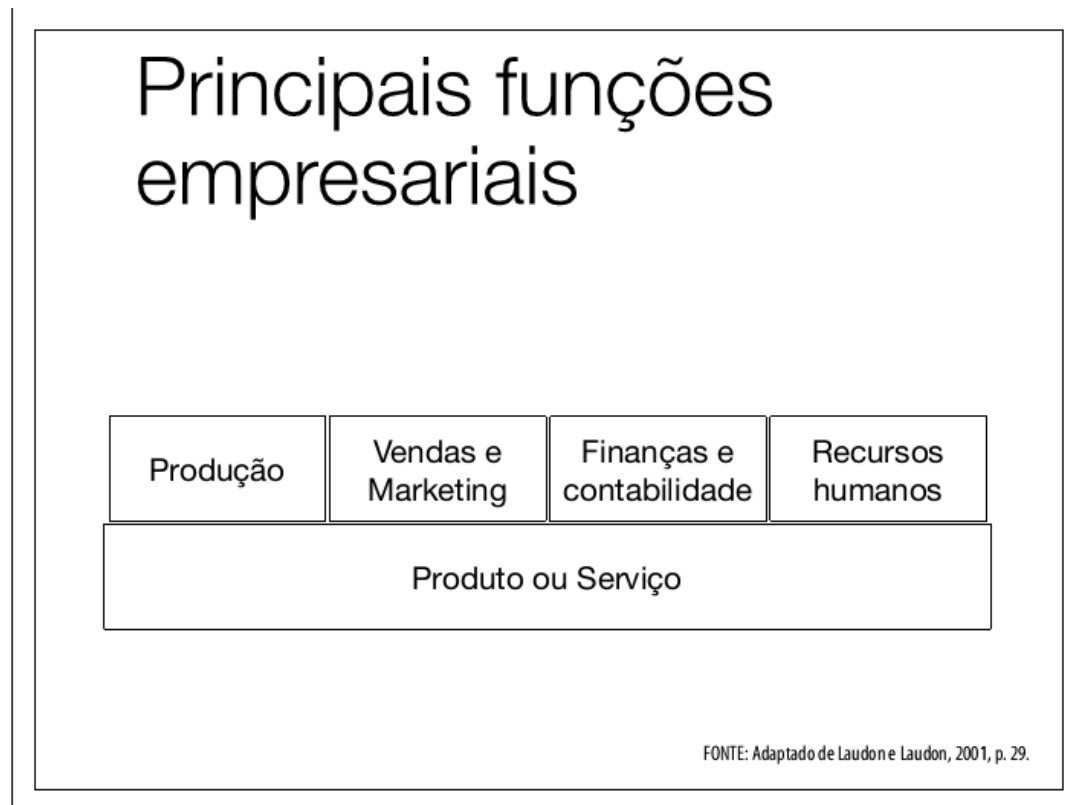 Principais funções
empresariais
Produção
Vendas e
Marketing
Finanças e
contabilidade
Recursos
humanos
Produto ou Serviço
FONTE: Adaptado de Laudon e Laudon, 2001, p. 29.